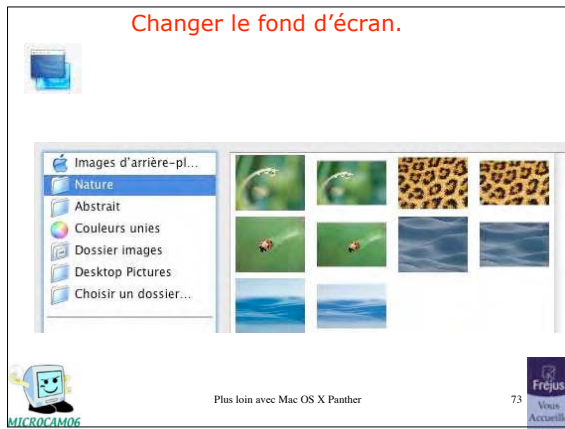 Changer le fond d'écran.
Images d'arrière-pl...
Nature
Abstrait
Couleurs unies
Dossier images
Desktop Pictures
Choisir un dossier...
MICROCAM06
Plus loin avec Mac OS X Panther
73
Fréjus
Vous
Accueille